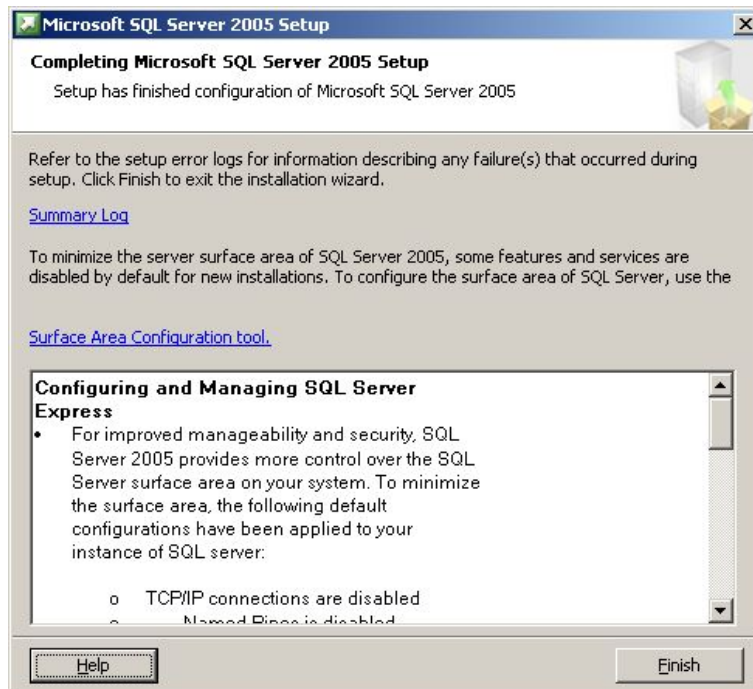 Microsoft SQL Server 2005 Setup
Completing Microsoft SQL Server 2005 Setup
Setup has finished configuration of Microsoft SQL Server 2005
Refer to the setup error logs for information describing any failure(s) that occurred during
setup. Click Finish to exit the installation wizard.
Summary Log
To minimize the server surface area of SQL Server 2005, some features and services are
disabled by default for new installations. To configure the surface area of SQL Server, use the
Surface Area Configuration tool.
Configuring and Managing SQL Server
Express
• For improved manageability and security, SQL
Server 2005 provides more control over the SQL
Server surface area on your system. To minimize
the surface area, the following default
configurations have been applied to your
instance of SQL server:
o TCP/IP connections are disabled
o Named Pipes is disabled
Help
Finish